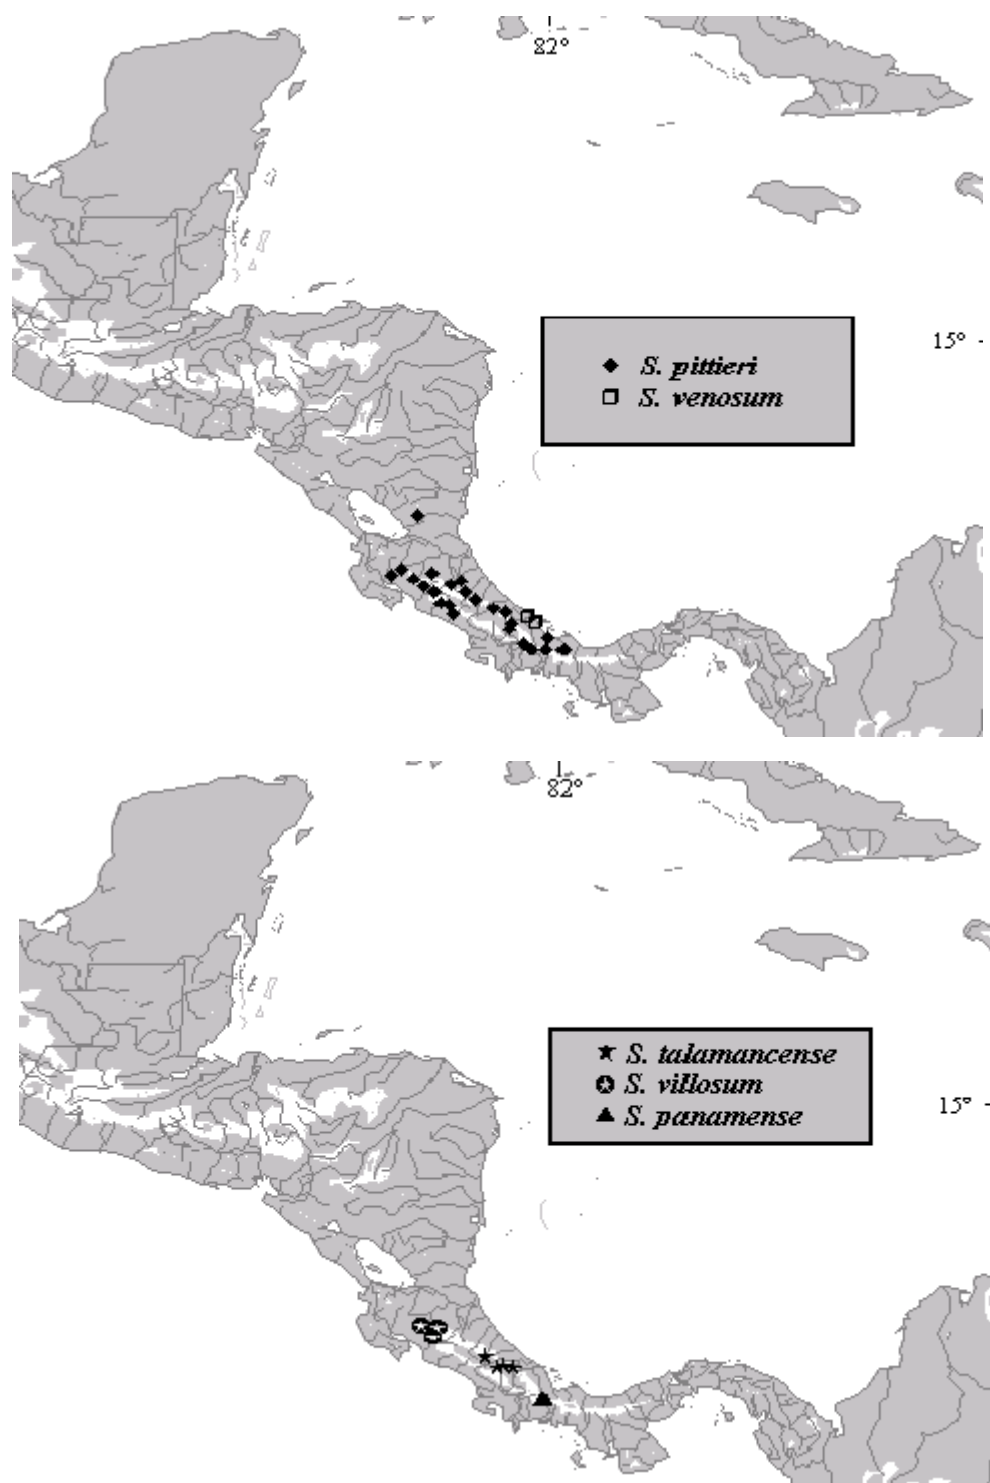 82°
15°
S. pittieri
S. venosum
82°
S. talamancense
S. villosum
15°
S. panamense